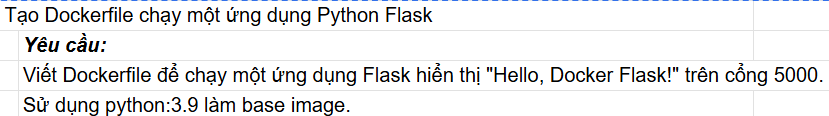 Tạo Dockerfile chạy một ứng dụng Python Flask
Yêu cầu:
Viết Dockerfile để chạy một ứng dụng Flask hiển thị "Hello, Docker Flask!" trên cổng 5000.
Sử dụng python:3.9 làm base image.